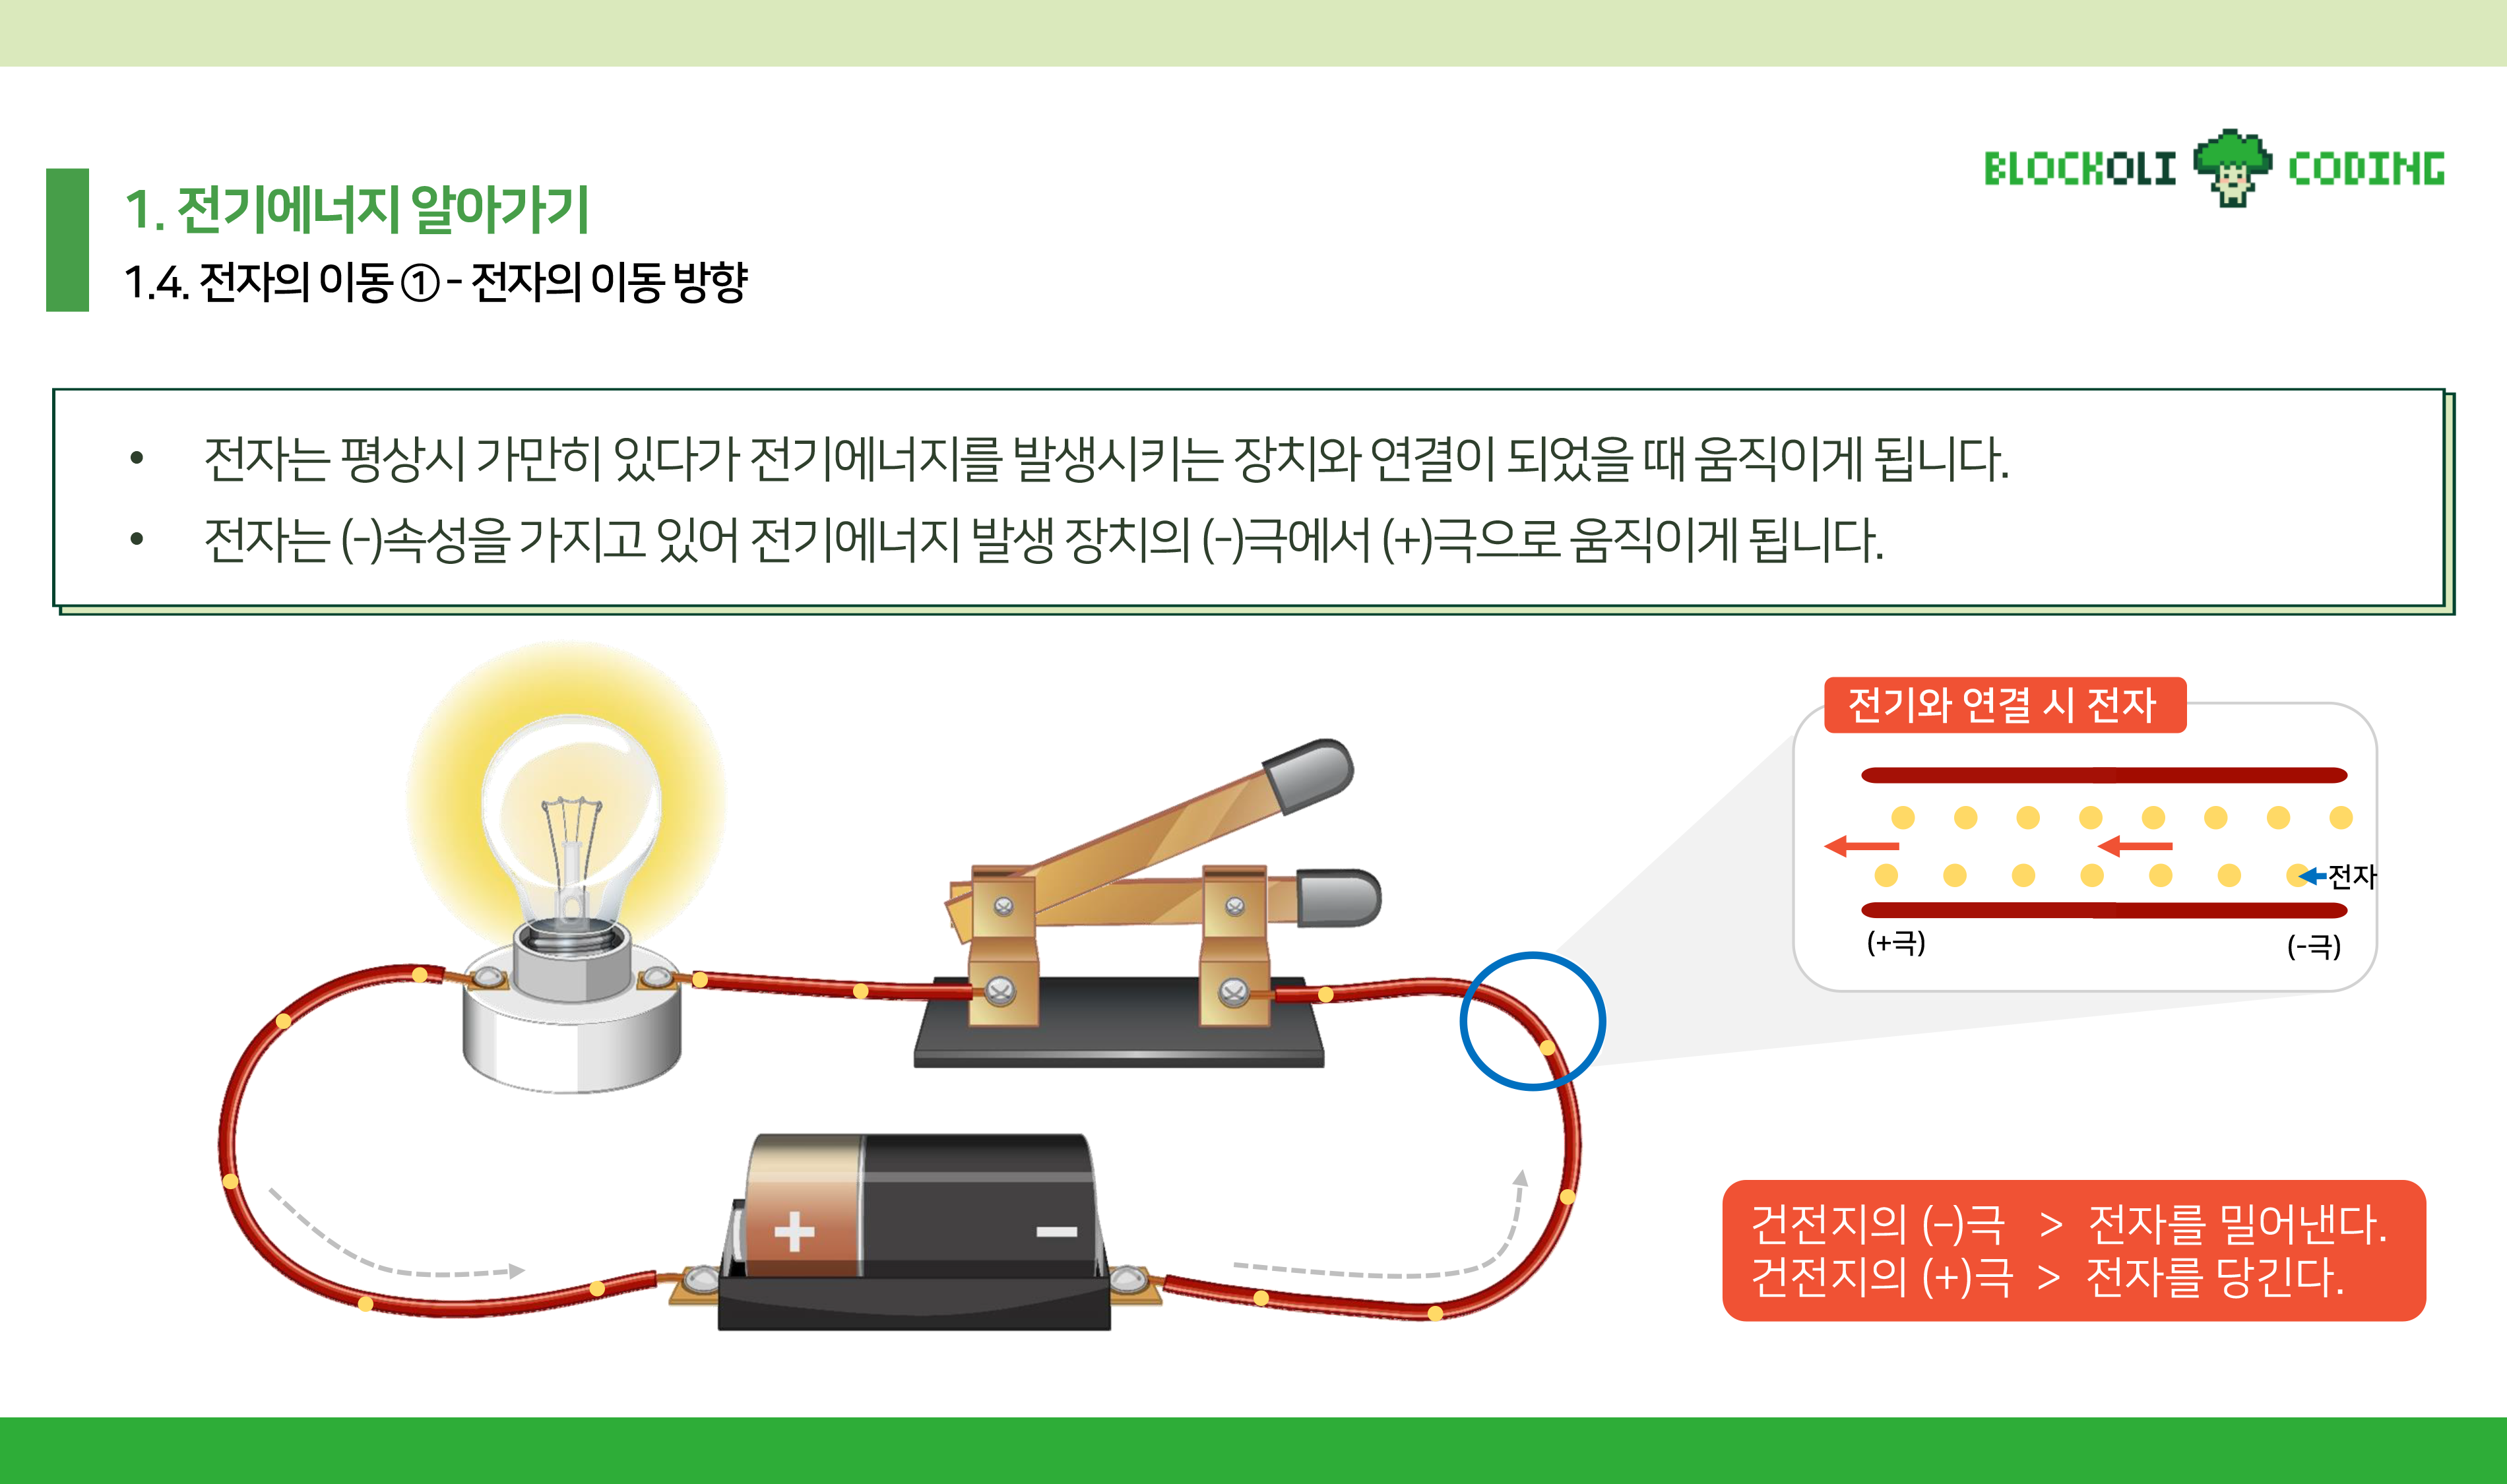 BLOCKOLI CODING
1. 전기에너지 알아가기
1.4. 전자의 이동 ① - 전자의 이동 방향
• 전자는 평상시 가만히 있다가 전기에너지를 발생시키는 장치와 연결이 되었을 때 움직이게 됩니다.
• 전자는 (-)속성을 가지고 있어 전기에너지 발생 장치의 (-)극에서 (+)극으로 움직이게 됩니다.
전기와 연결 시 전자
전자
(+극)
(-극)
+
−
건전지의 (-)극 > 전자를 밀어낸다.
건전지의 (+)극 > 전자를 당긴다.